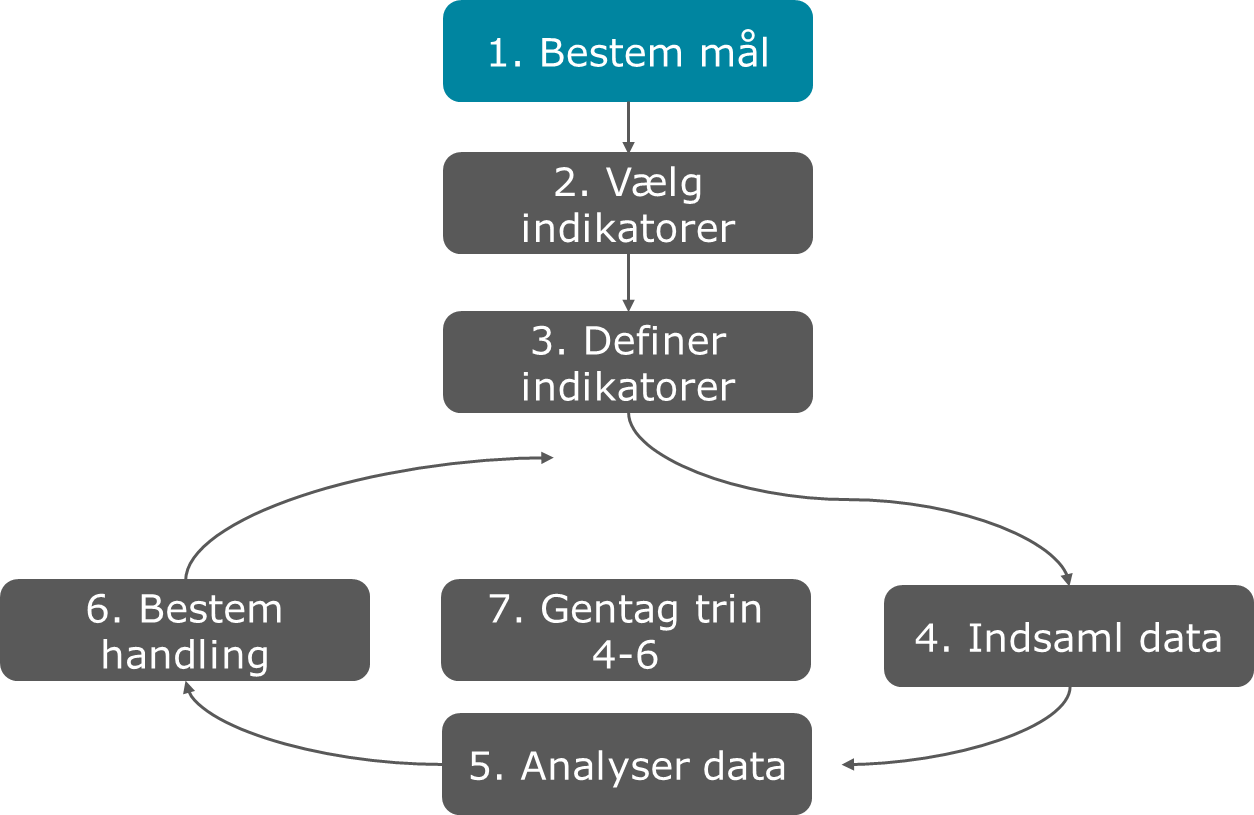 1. Bestem mål
2. Vælg
indikatorer
3. Definer
indikatorer
6. Bestem
handling
7. Gentag trin
4-6
4. Indsaml data
5. Analyser data